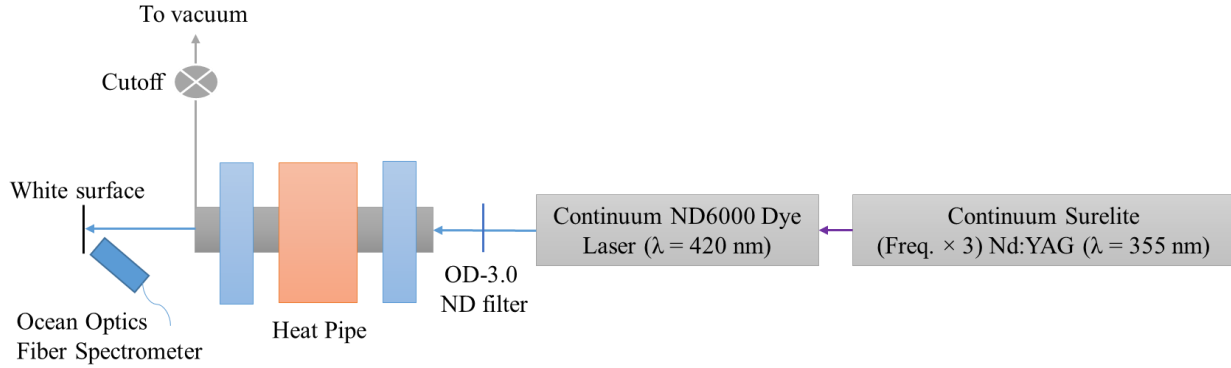 To vacuum
Cutoff
White surface
Continuum ND6000 Dye
Laser (λ = 420 nm)
Continuum Surelite
(Freq. × 3) Nd:YAG (λ = 355 nm)
OD-3.0
ND filter
Heat Pipe
Ocean Optics
Fiber Spectrometer